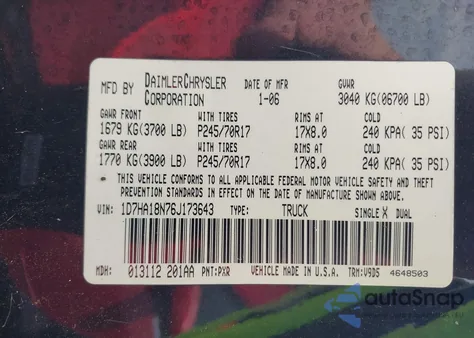 MFD BY DAIMLERCHRYSLER CORPORATION DATE OF MFR 1-06 GVWR 3040 KG(06700 LB)
GAWR FRONT WITH TIRES RIMS AT COLD
1679 KG(3700 LB) P245/70R17 17X8.0 240 KPA( 35 PSI)
GAWR REAR WITH TIRES RIMS AT COLD
1770 KG(3900 LB) P245/70R17 17X8.0 240 KPA( 35 PSI)
THIS VEHICLE CONFORMS TO ALL APPLICABLE FEDERAL MOTOR VEHICLE SAFETY AND THEFT
PREVENTION STANDARDS IN EFFECT ON THE DATE OF MANUFACTURE SHOWN ABOVE.
VIN: 1D7HA18N76J173643 TYPE: TRUCK SINGLE X DUAL
MDH: 013112 201AA PNT:PXR VEHICLE MADE IN U.S.A. TRM:V9D5 4648503
autoSnap